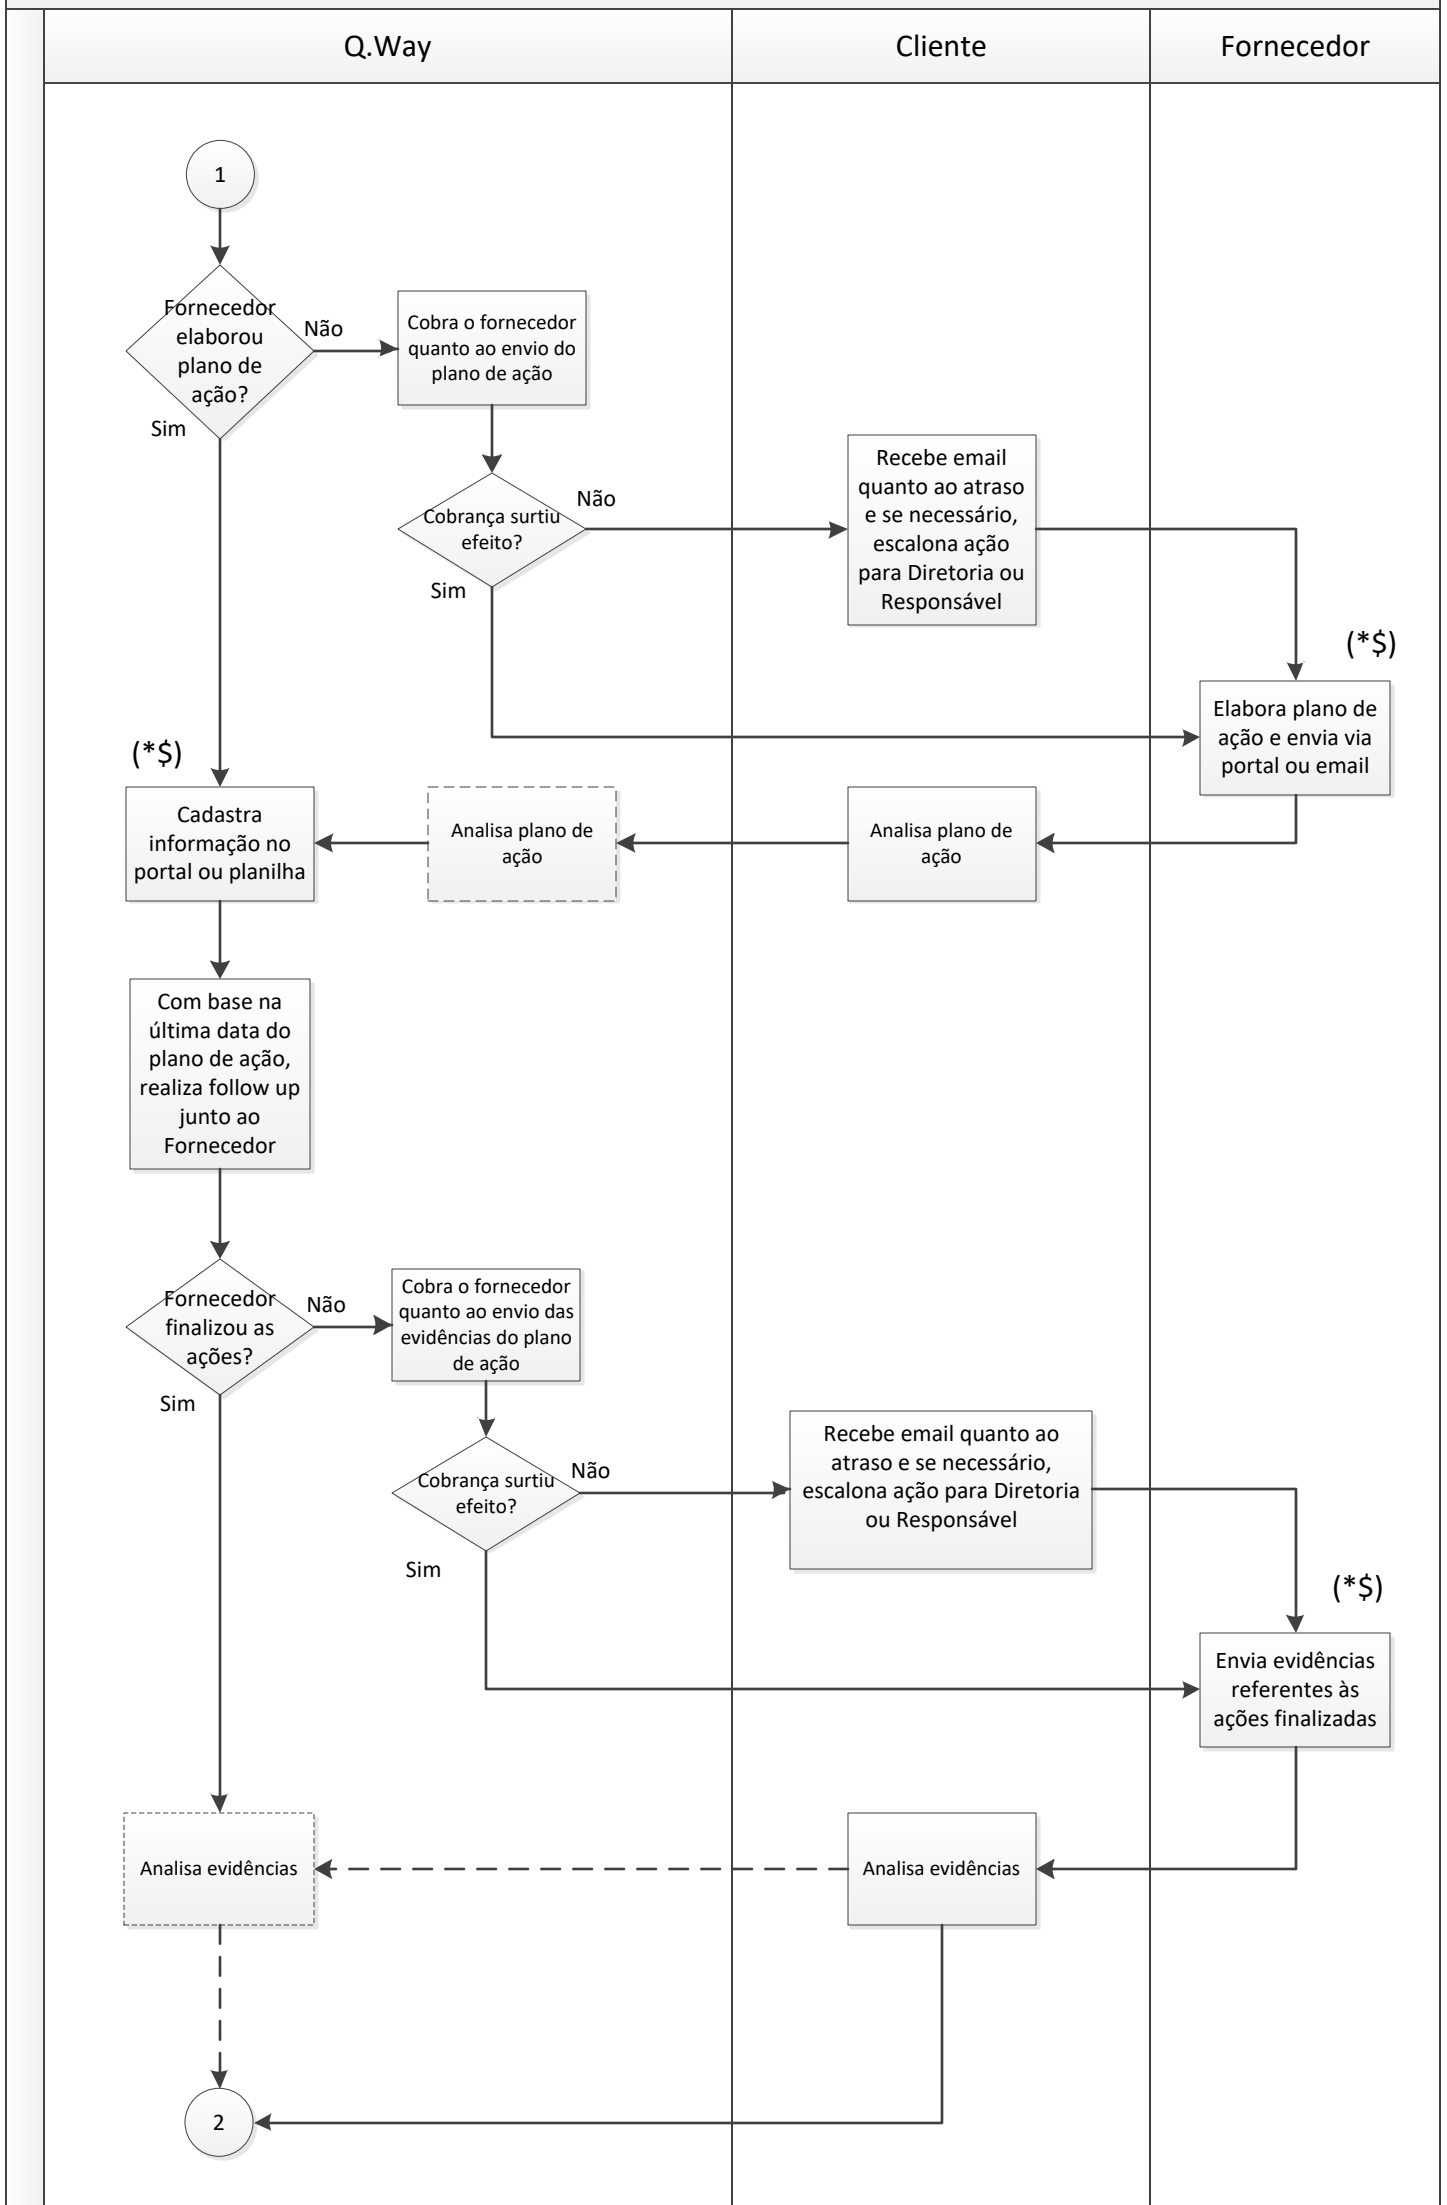 Q.Way
Cliente
Fornecedor
1
Fornecedor
elaborou
plano de
ação?
Não
Sim
Cobra o fornecedor
quanto ao envio do
plano de ação
Cobrança surtiu
efeito?
Não
Sim
Recebe email
quanto ao atraso
e se necessário,
escalona ação
para Diretoria ou
Responsável
(*$)
Elabora plano de
ação e envia via
portal ou email
(*$)
Cadastra
informação no
portal ou planilha
Analisa plano de
ação
Analisa plano de
ação
Com base na
última data do
plano de ação,
realiza follow up
junto ao
Fornecedor
Fornecedor
finalizou as
ações?
Não
Sim
Cobra o fornecedor
quanto ao envio das
evidências do plano
de ação
Cobrança surtiu
efeito?
Não
Sim
Recebe email quanto ao
atraso e se necessário,
escalona ação para Diretoria
ou Responsável
(*$)
Envia evidências
referentes às
ações finalizadas
Analisa evidências
Analisa evidências
2